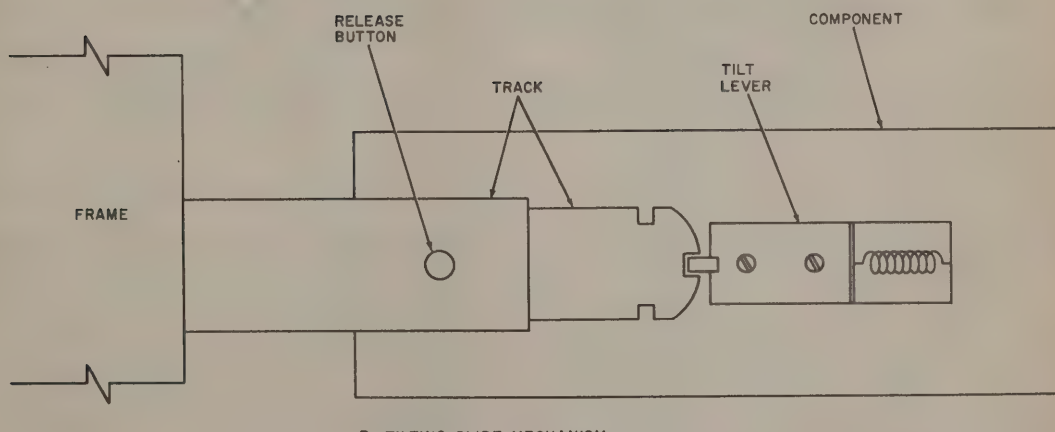 RELEASE
BUTTON
COMPONENT
TRACK
TILT
LEVER
FRAME